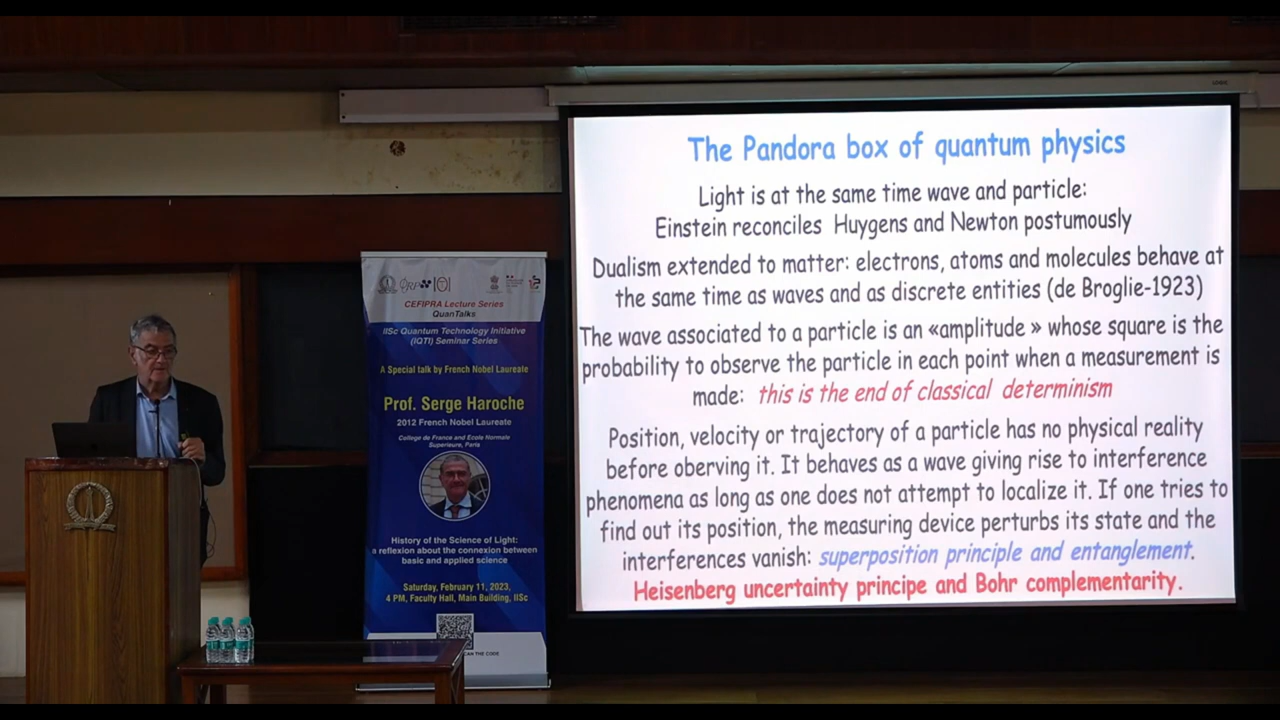 The Pandora box of quantum physics
Light is at the same time wave and particle:
Einstein reconciles Huygens and Newton postumously
Dualism extended to matter: electrons, atoms and molecules behave at
the same time as waves and as discrete entities (de Broglie-1923)
The wave associated to a particle is an «amplitude » whose square is the
probability to observe the particle in each point when a measurement is
made: this is the end of classical determinism
Position, velocity or trajectory of a particle has no physical reality
before oberving it. It behaves as a wave giving rise to interference
phenomena as long as one does not attempt to localize it. If one tries to
find out its position, the measuring device perturbs its state and the
interferences vanish: superposition principle and entanglement.
Heisenberg uncertainty principe and Bohr complementarity.
CEFIPRA Lecture Series
QuanTalks
IISc Quantum Technology Initiative
(IQTI) Seminar Series
A Special talk by French Nobel Laureate
Prof. Serge Haroche
2012 French Nobel Laureate
College de France and Ecole Normale
Superieure, Paris
History of the Science of Light:
a reflexion about the connexion between
basic and applied science
Saturday, February 11, 2023,
4 PM, Faculty Hall, Main Building, IISc
CAN THE CODE